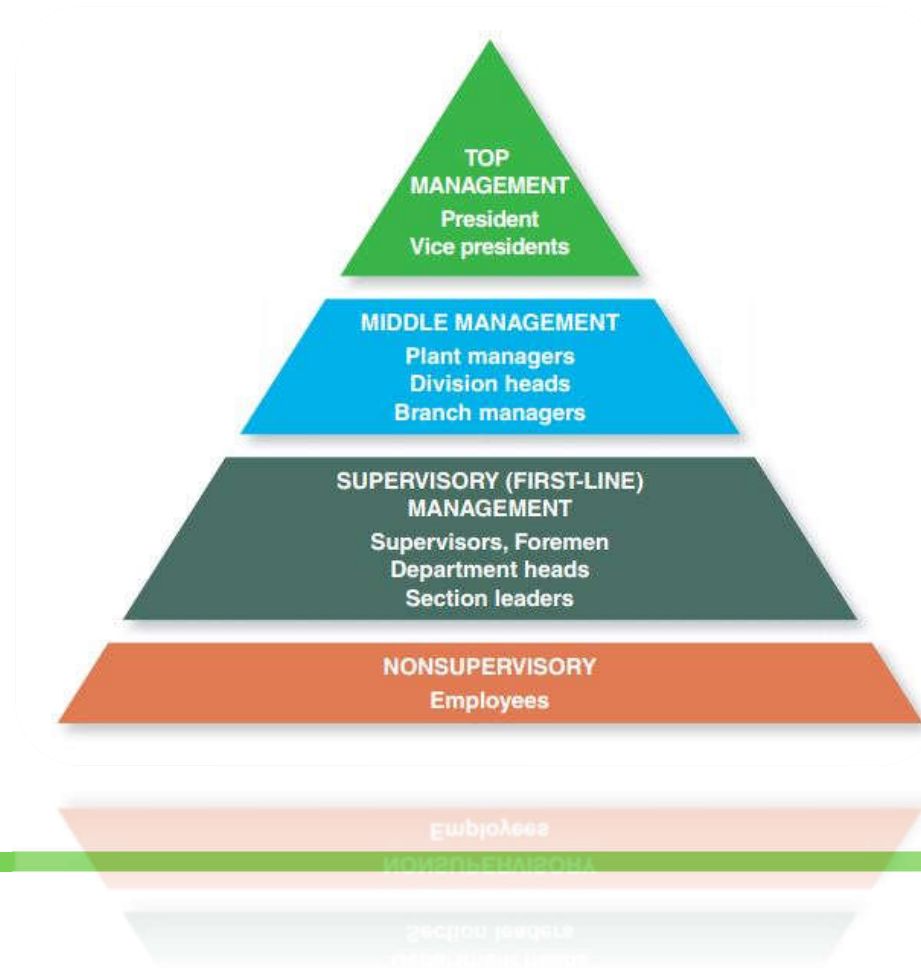 TOP
MANAGEMENT
President
Vice presidents
MIDDLE MANAGEMENT
Plant managers
Division heads
Branch managers
SUPERVISORY (FIRST-LINE)
MANAGEMENT
Supervisors, Foremen
Department heads
Section leaders
NONSUPERVISORY
Employees